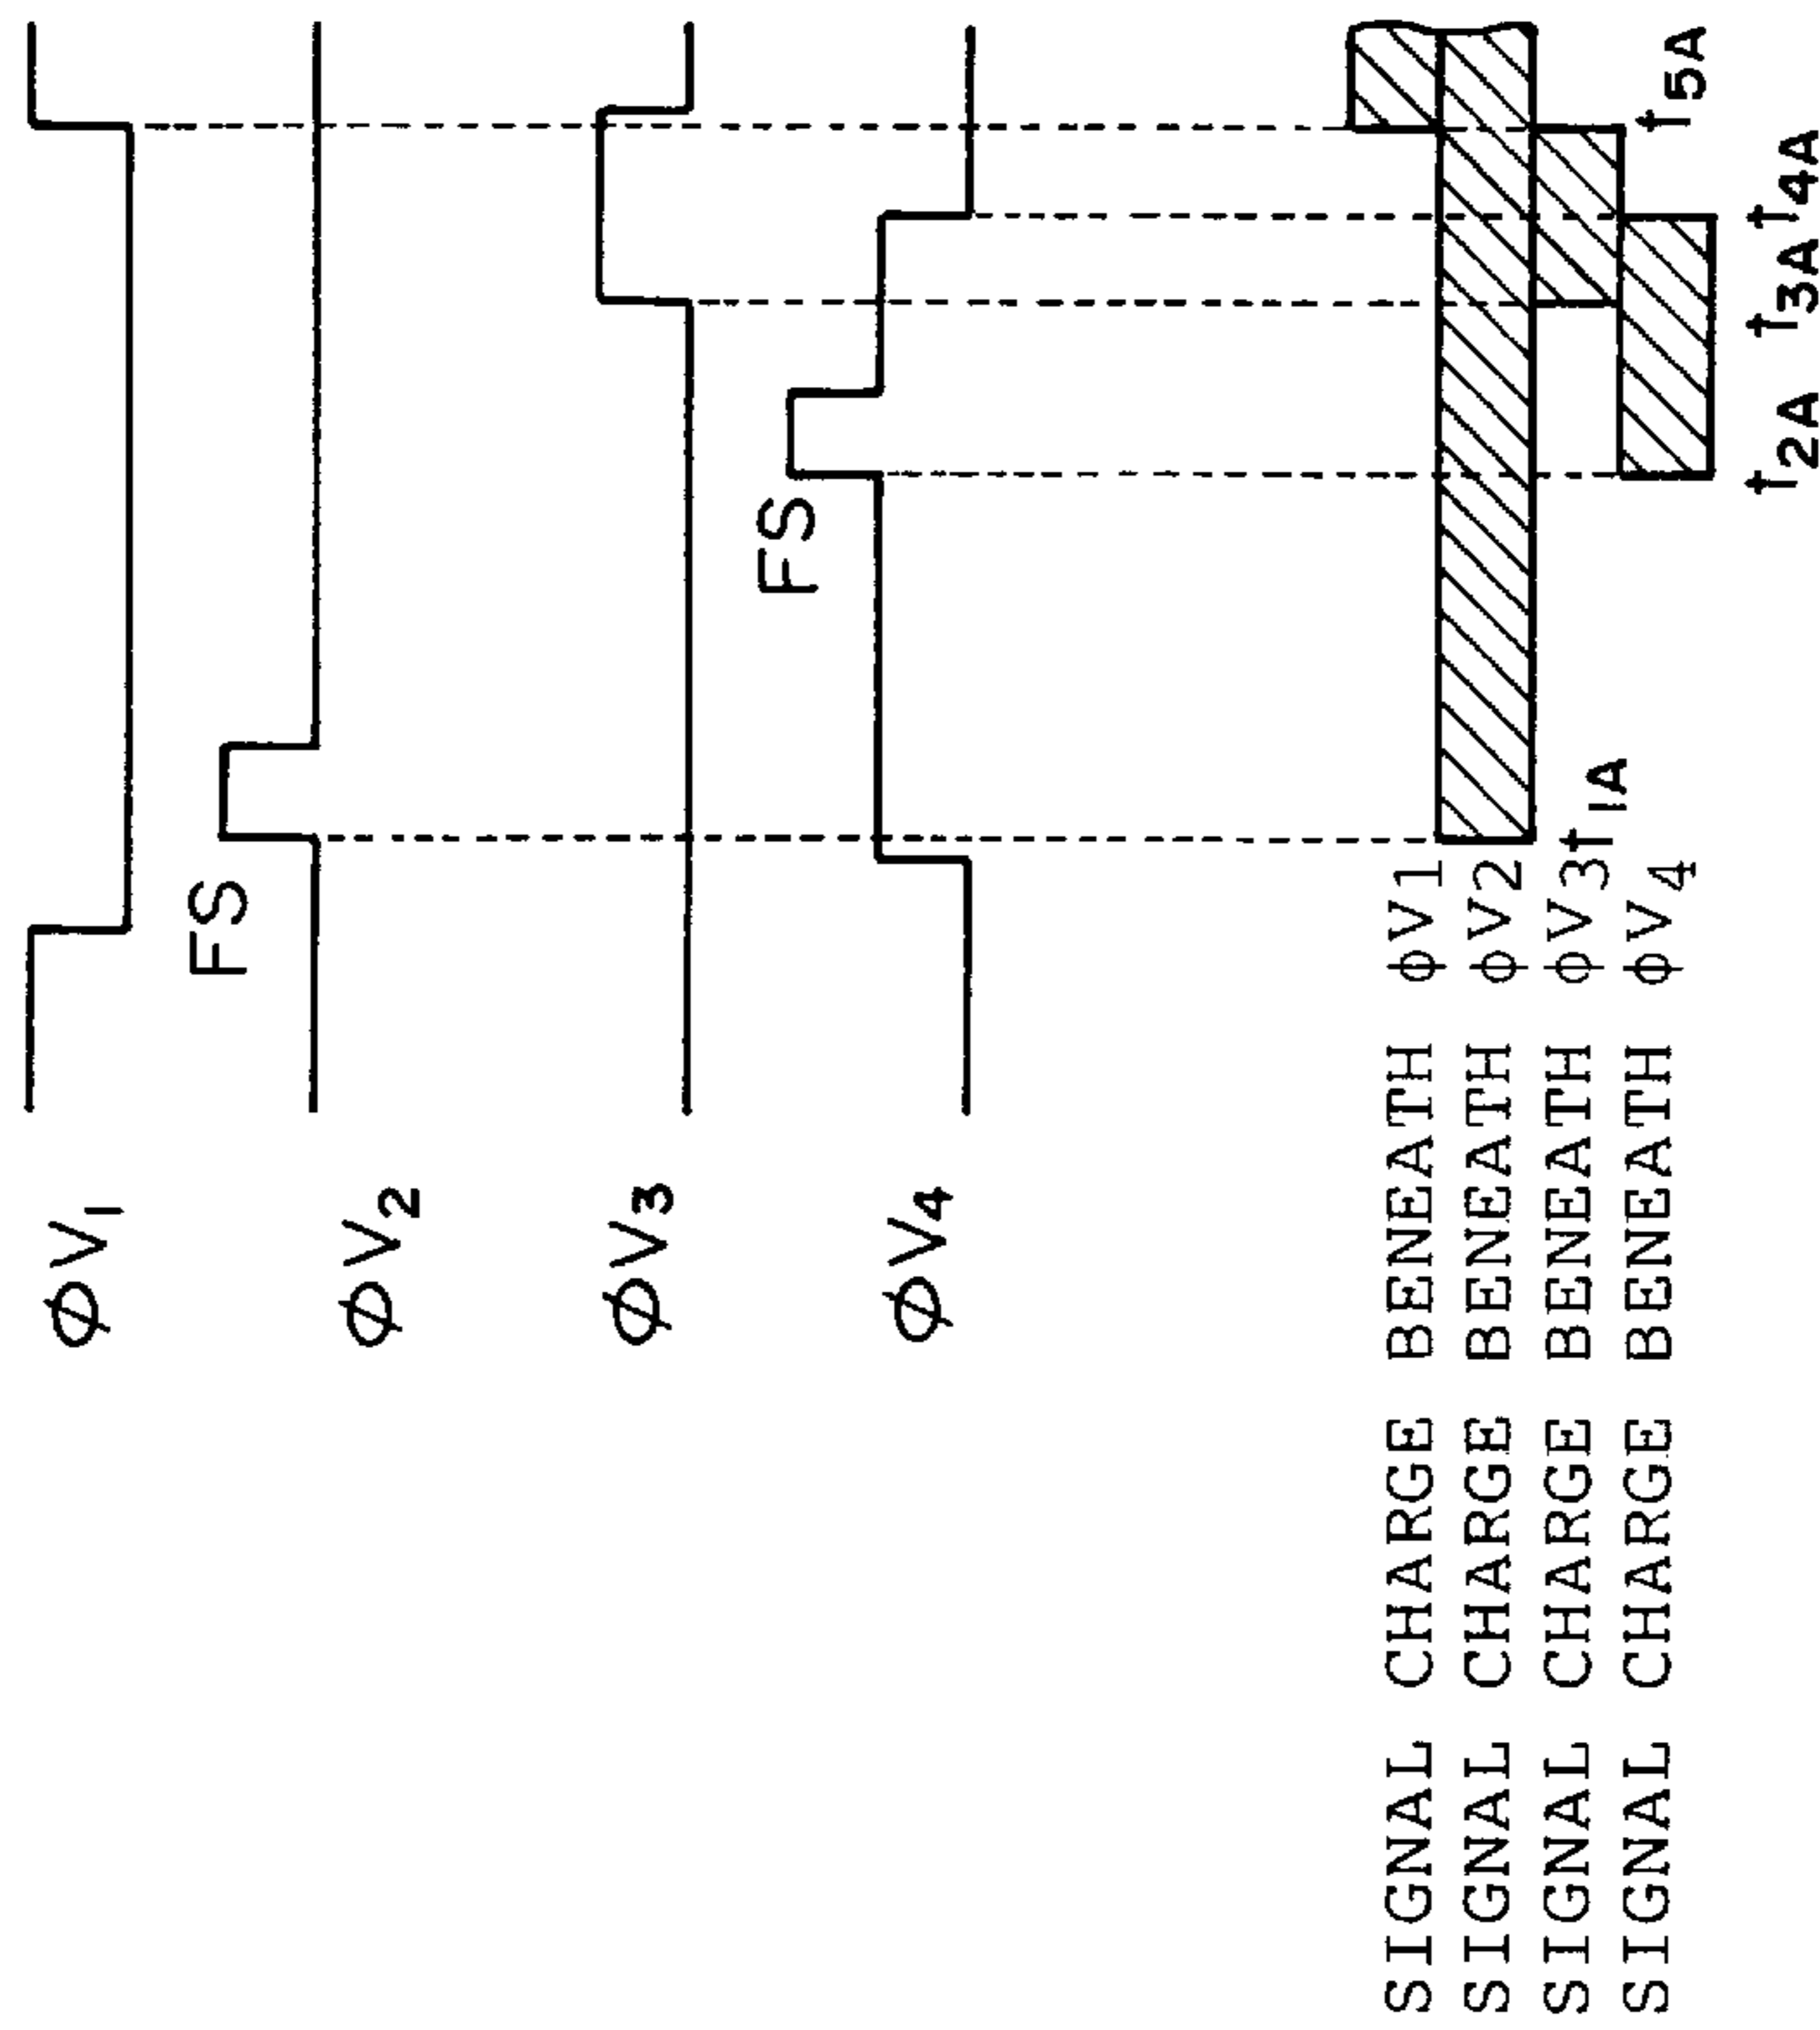 φV1
FS
φV2
φV3
FS
φV4
SIGNAL CHARGE BENEATH φV1
SIGNAL CHARGE BENEATH φV2
SIGNAL CHARGE BENEATH φV3
SIGNAL CHARGE BENEATH φV4
t1A
t2A
t3A
t4A
t5A